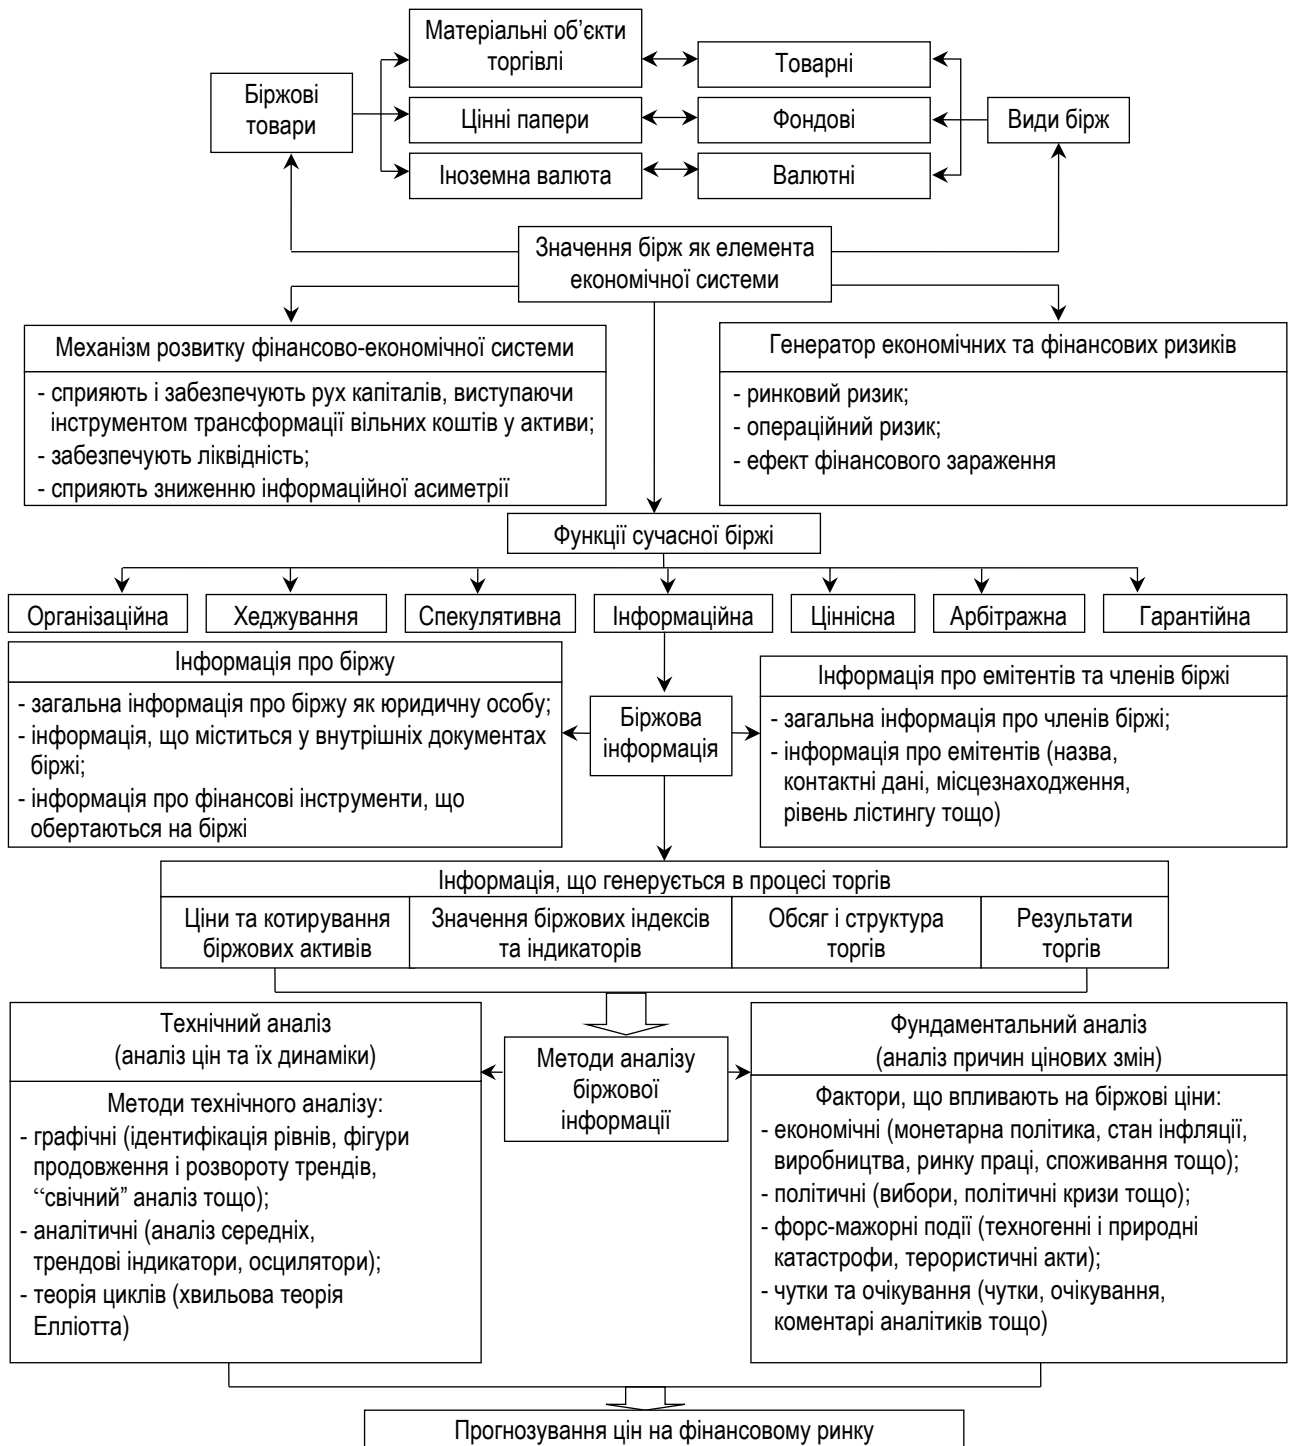 Матеріальні об’єкти
торгівлі
Товарні
Біржові
товари
Цінні папери
Фондові
Види бірж
Іноземна валюта
Валютні
Значення бірж як елемента
економічної системи
Механізм розвитку фінансово-економічної системи
- сприяють і забезпечують рух капіталів, виступаючи
інструментом трансформації вільних коштів у активи;
- забезпечують ліквідність;
- сприяють зниженню інформаційної асиметрії
Генератор економічних та фінансових ризиків
- ринковий ризик;
- операційний ризик;
- ефект фінансового зараження
Функції сучасної біржі
Організаційна
Хеджування
Спекулятивна
Інформаційна
Ціннісна
Арбітражна
Гарантійна
Інформація про біржу
- загальна інформація про біржу як юридичну особу;
- інформація, що міститься у внутрішніх документах
біржі;
- інформація про фінансові інструменти, що
обертаються на біржі
Біржова
інформація
Інформація про емітентів та членів біржі
- загальна інформація про членів біржі;
- інформація про емітентів (назва,
контактні дані, місцезнаходження,
рівень лістингу тощо)
Інформація, що генерується в процесі торгів
Ціни та котирування
біржових активів
Значення біржових індексів
та індикаторів
Обсяг і структура
торгів
Результати
торгів
Технічний аналіз
(аналіз цін та їх динаміки)
Методи технічного аналізу:
- графічні (ідентифікація рівнів, фігури
продовження і розвороту трендів,
“свічний” аналіз тощо);
- аналітичні (аналіз середніх,
трендові індикатори, осцилятори);
- теорія циклів (хвильова теорія
Елліотта)
Методи аналізу
біржової
інформації
Фундаментальний аналіз
(аналіз причин цінових змін)
Фактори, що впливають на біржові ціни:
- економічні (монетарна політика, стан інфляції,
виробництва, ринку праці, споживання тощо);
- політичні (вибори, політичні кризи тощо);
- форс-мажорні події (техногенні і природні
катастрофи, терористичні акти);
- чутки та очікування (чутки, очікування,
коментарі аналітиків тощо)
Прогнозування цін на фінансовому ринку